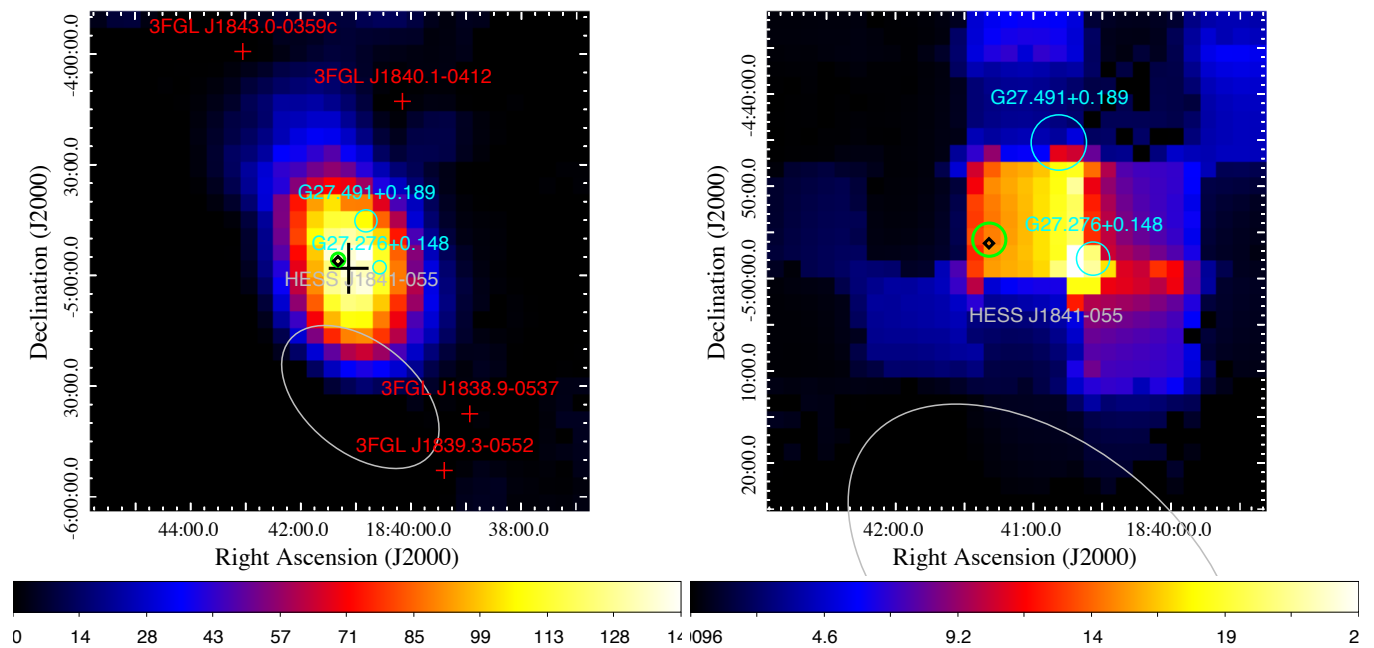 3FGL J1843.0-0359c
3FGL J1840.1-0412
G27.491+0.189
G27.276+0.148
HESS J1841-055
3FGL J1838.9-0537
3FGL J1839.3-0552
-4:00:00.0
30:00.0
-5:00:00.0
30:00.0
-6:00:00.0
Declination (J2000)
44:00.0 42:00.0 18:40:00.0 38:00.0
Right Ascension (J2000)
0 14 28 43 57 71 85 99 113 128
G27.491+0.189
G27.276+0.148
HESS J1841-055
-4:40:00.0
50:00.0
-5:00:00.0
10:00.0
20:00.0
Declination (J2000)
42:00.0 41:00.0 18:40:00.0
Right Ascension (J2000)
4.6 9.2 14 19